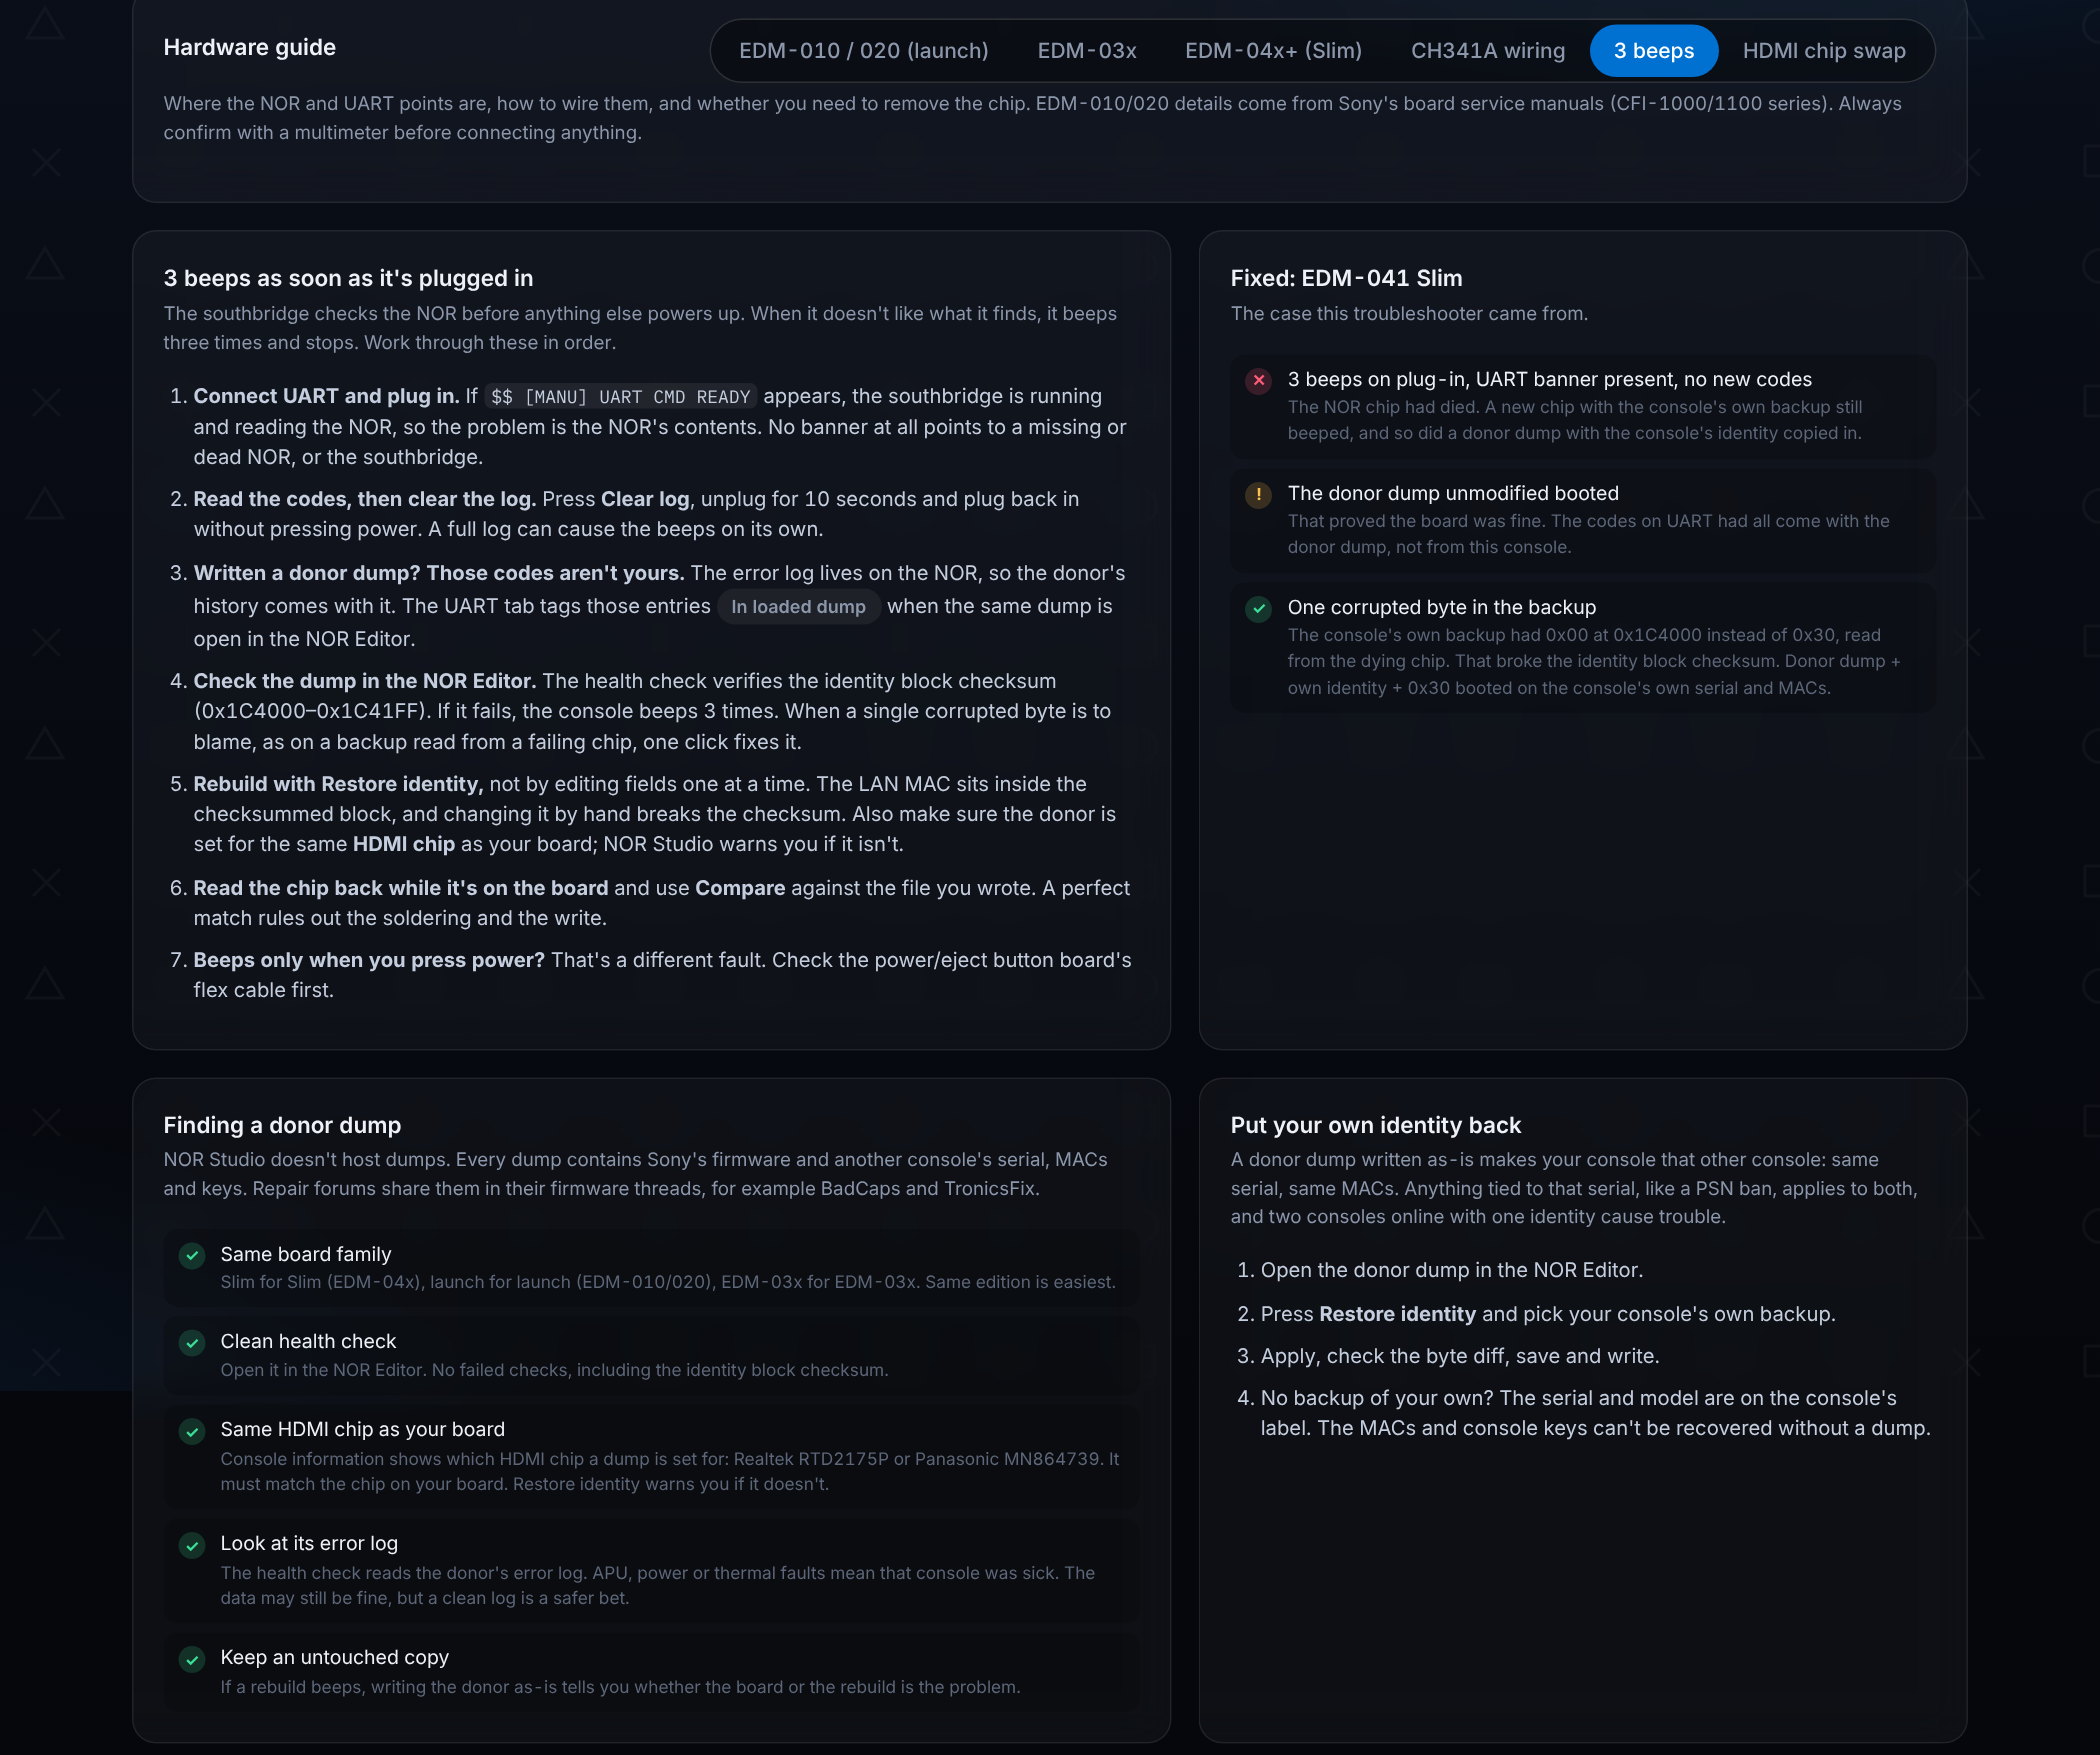 Hardware guide
EDM-010 / 020 (launch)
EDM-03x
EDM-04x+ (Slim)
CH341A wiring
3 beeps
HDMI chip swap
Where the NOR and UART points are, how to wire them, and whether you need to remove the chip. EDM-010/020 details come from Sony's board service manuals (CFI-1000/1100 series). Always
confirm with a multimeter before connecting anything.
3 beeps as soon as it's plugged in
The southbridge checks the NOR before anything else powers up. When it doesn't like what it finds, it beeps
three times and stops. Work through these in order.
1. Connect UART and plug in. If $$ [MANU] UART CMD READY appears, the southbridge is running
and reading the NOR, so the problem is the NOR's contents. No banner at all points to a missing or
dead NOR, or the southbridge.
2. Read the codes, then clear the log. Press Clear log, unplug for 10 seconds and plug back in
without pressing power. A full log can cause the beeps on its own.
3. Written a donor dump? Those codes aren't yours. The error log lives on the NOR, so the donor's
history comes with it. The UART tab tags those entries In loaded dump when the same dump is
open in the NOR Editor.
4. Check the dump in the NOR Editor. The health check verifies the identity block checksum
(0x1C4000–0x1C41FF). If it fails, the console beeps 3 times. When a single corrupted byte is to
blame, as on a backup read from a failing chip, one click fixes it.
5. Rebuild with Restore identity, not by editing fields one at a time. The LAN MAC sits inside the
checksummed block, and changing it by hand breaks the checksum. Also make sure the donor is
set for the same HDMI chip as your board; NOR Studio warns you if it isn't.
6. Read the chip back while it's on the board and use Compare against the file you wrote. A perfect
match rules out the soldering and the write.
7. Beeps only when you press power? That's a different fault. Check the power/eject button board's
flex cable first.
Fixed: EDM-041 Slim
The case this troubleshooter came from.
3 beeps on plug-in, UART banner present, no new codes
The NOR chip had died. A new chip with the console's own backup still
beeped, and so did a donor dump with the console's identity copied in.
The donor dump unmodified booted
That proved the board was fine. The codes on UART had all come with the
donor dump, not from this console.
One corrupted byte in the backup
The console's own backup had 0x00 at 0x1C4000 instead of 0x30, read
from the dying chip. That broke the identity block checksum. Donor dump +
own identity + 0x30 booted on the console's own serial and MACs.
Finding a donor dump
NOR Studio doesn't host dumps. Every dump contains Sony's firmware and another console's serial, MACs
and keys. Repair forums share them in their firmware threads, for example BadCaps and TronicsFix.
Same board family
Slim for Slim (EDM-04x), launch for launch (EDM-010/020), EDM-03x for EDM-03x. Same edition is easiest.
Clean health check
Open it in the NOR Editor. No failed checks, including the identity block checksum.
Same HDMI chip as your board
Console information shows which HDMI chip a dump is set for: Realtek RTD2175P or Panasonic MN864739. It
must match the chip on your board. Restore identity warns you if it doesn't.
Look at its error log
The health check reads the donor's error log. APU, power or thermal faults mean that console was sick. The
data may still be fine, but a clean log is a safer bet.
Keep an untouched copy
If a rebuild beeps, writing the donor as-is tells you whether the board or the rebuild is the problem.
Put your own identity back
A donor dump written as-is makes your console that other console: same
serial, same MACs. Anything tied to that serial, like a PSN ban, applies to both,
and two consoles online with one identity cause trouble.
1. Open the donor dump in the NOR Editor.
2. Press Restore identity and pick your console's own backup.
3. Apply, check the byte diff, save and write.
4. No backup of your own? The serial and model are on the console's
label. The MACs and console keys can't be recovered without a dump.